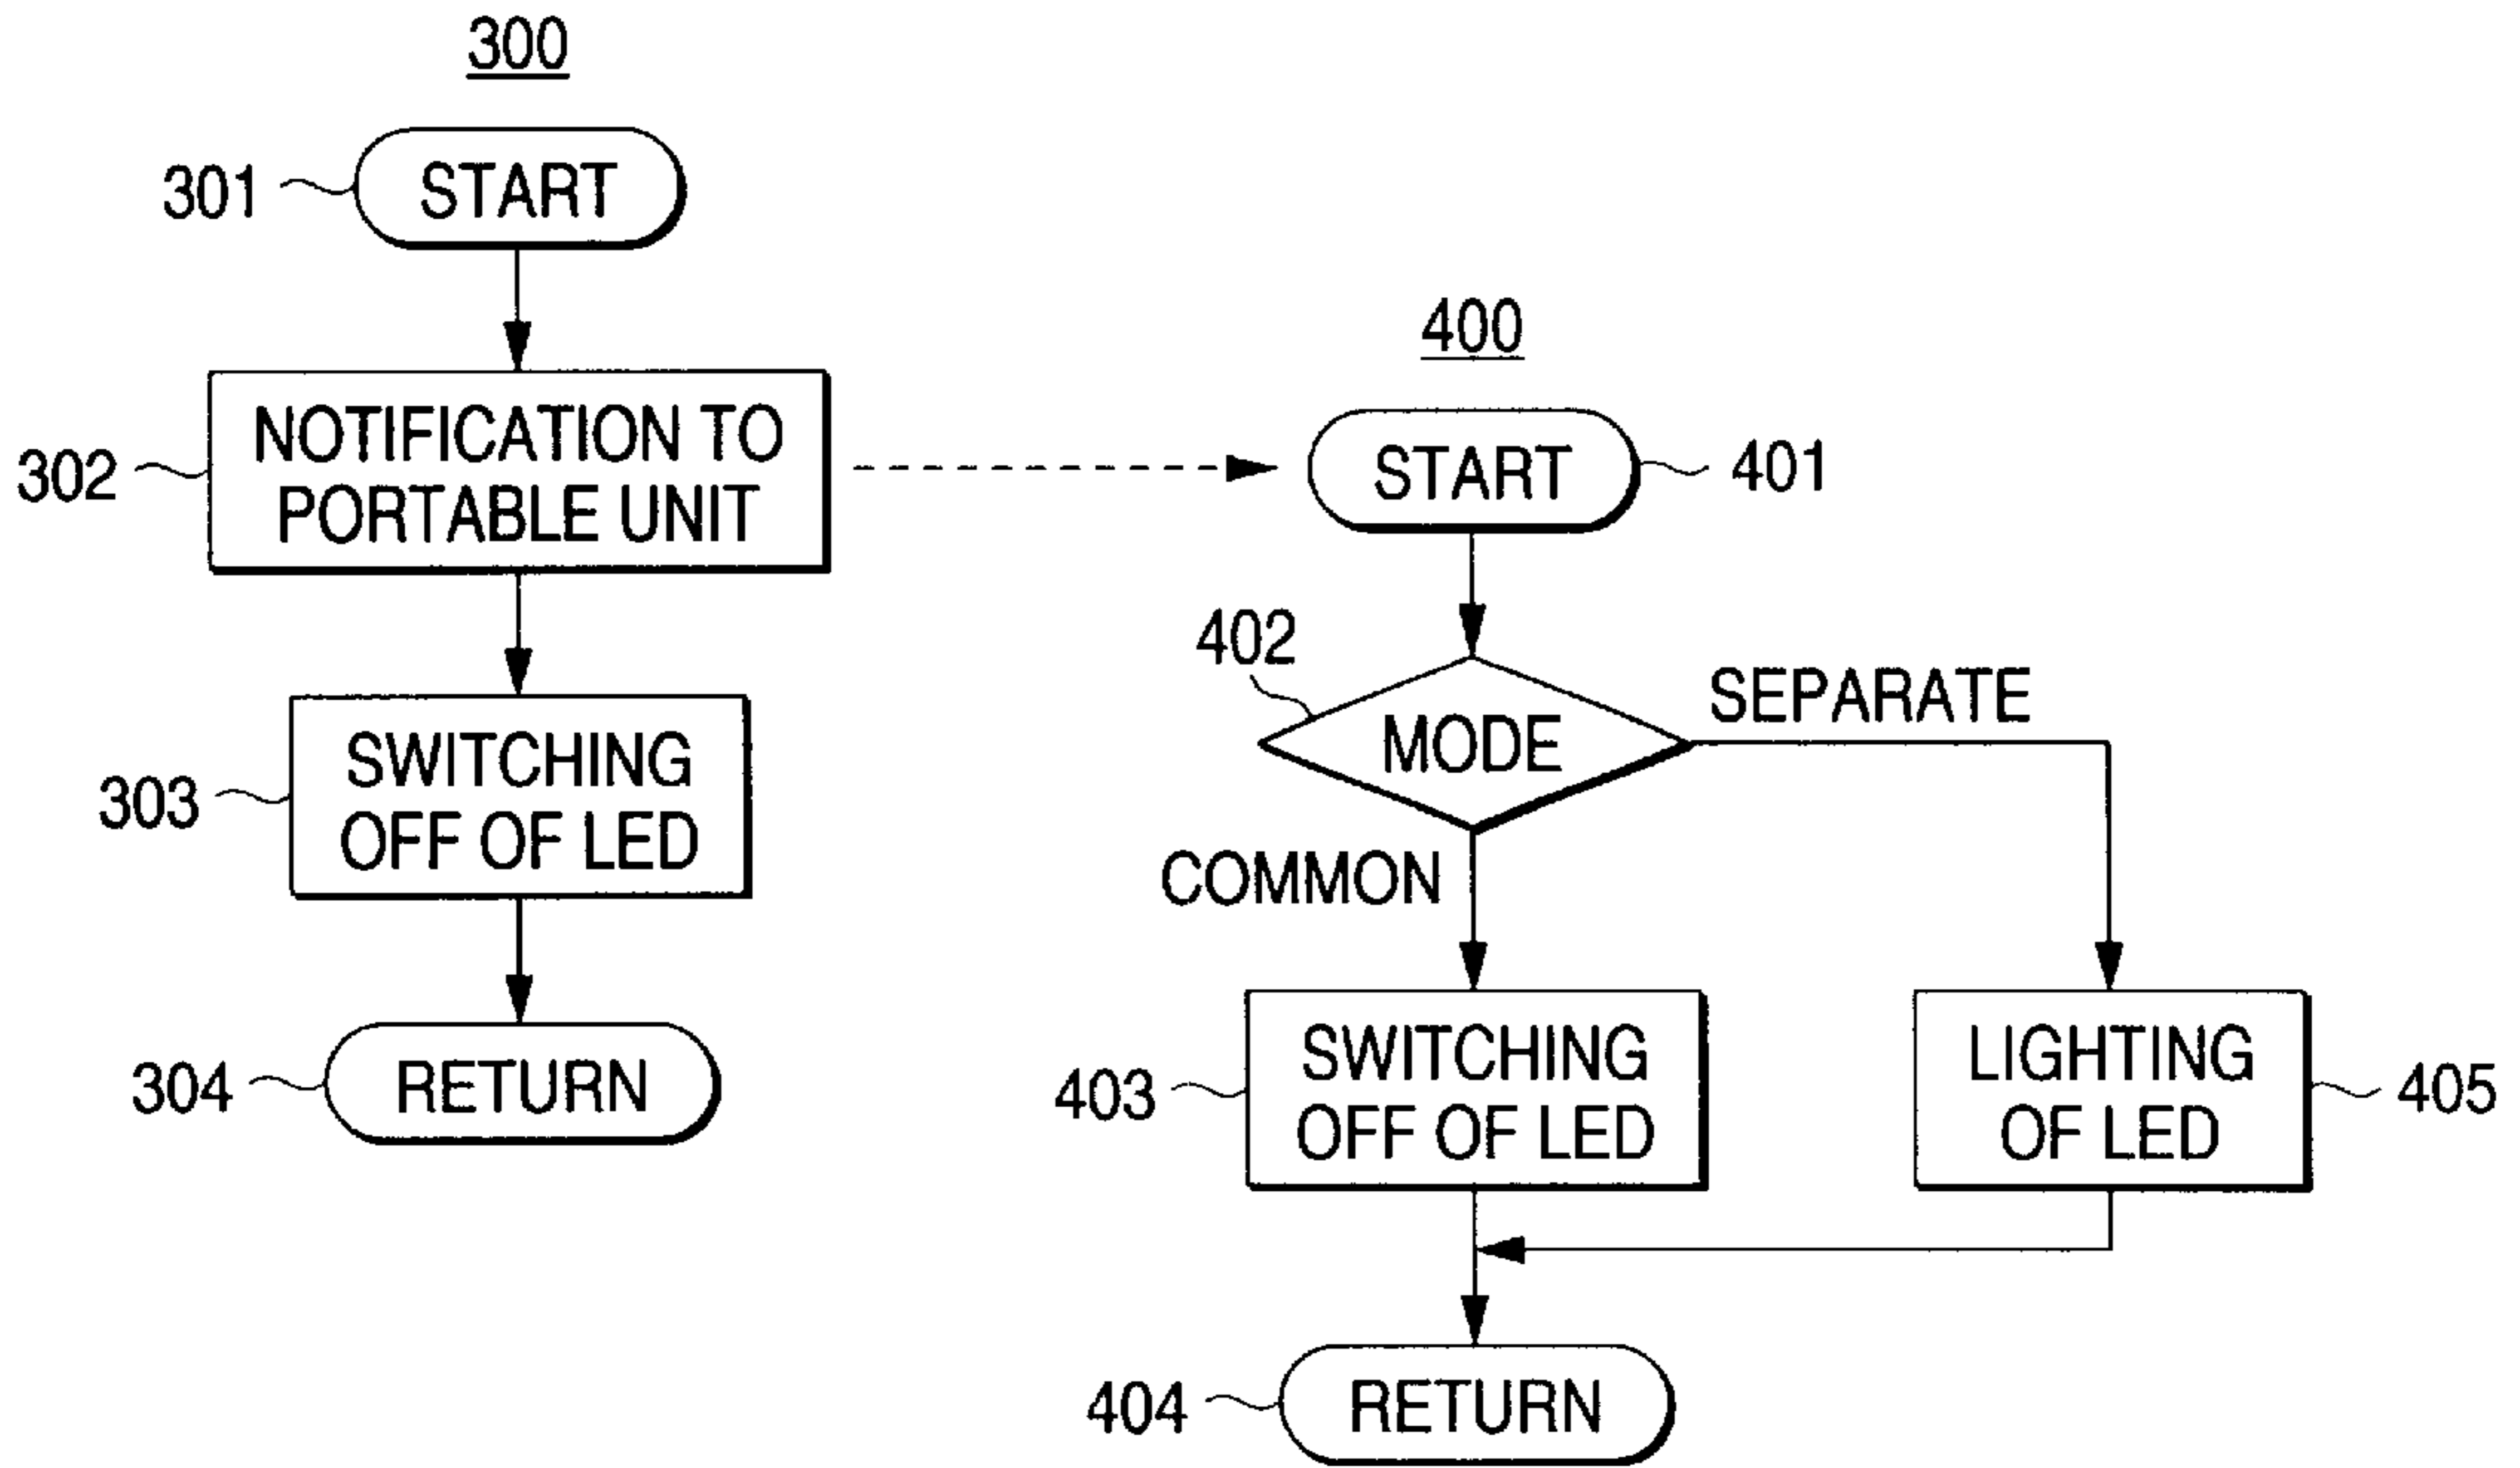 300
301
START
302
NOTIFICATION TO
PORTABLE UNIT
303
SWITCHING
OFF OF LED
304
RETURN
400
START
401
402
MODE
SEPARATE
COMMON
403
SWITCHING
OFF OF LED
LIGHTING
OF LED
405
404
RETURN